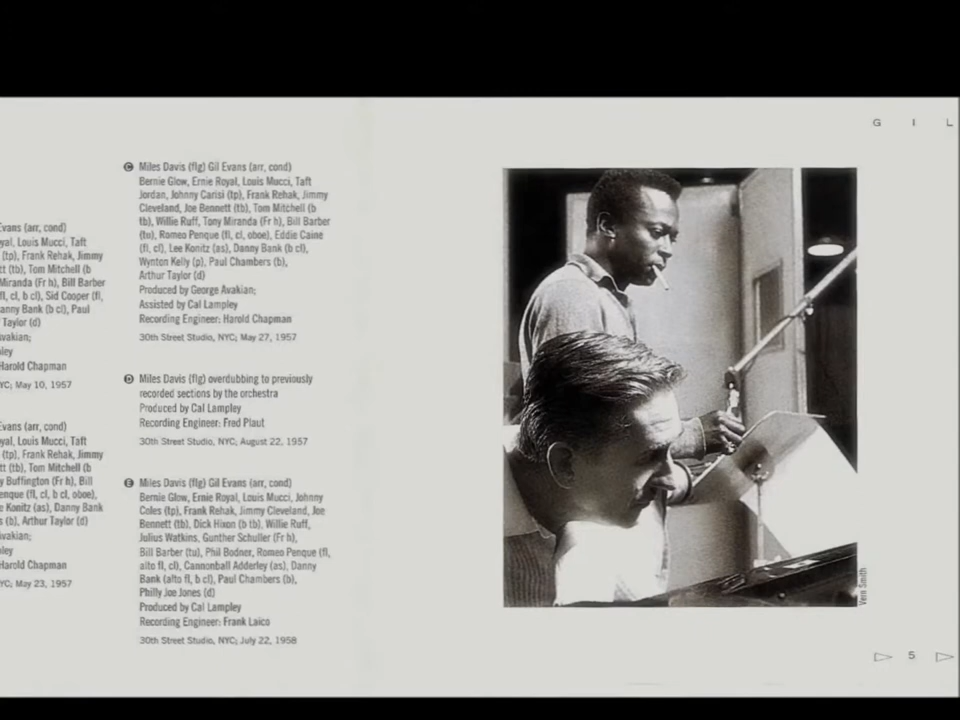 Evans (arr, cond)
yal, Louis Mucci, Taft
(tp), Frank Rehak, Jimmy
tt (tb), Tom Mitchell (b
Miranda (Fr h), Bill Barber
fl, cl, b cl), Sid Cooper (fl,
anny Bank (b cl), Paul
Taylor (d)
vakian;
ley
Harold Chapman
YC; May 10, 1957
Evans (arr, cond)
yal, Louis Mucci, Taft
(tp), Frank Rehak, Jimmy
tt (tb), Tom Mitchell (b
y Buffington (Fr h), Bill
enque (fl, cl, b cl, oboe),
e Konitz (as), Danny Bank
s (b), Arthur Taylor (d)
vakian;
ley
Harold Chapman
YC; May 23, 1957
C Miles Davis (flg) Gil Evans (arr, cond)
Bernie Glow, Ernie Royal, Louis Mucci, Taft
Jordan, Johnny Carisi (tp), Frank Rehak, Jimmy
Cleveland, Joe Bennett (tb), Tom Mitchell (b
tb), Willie Ruff, Tony Miranda (Fr h), Bill Barber
(tu), Romeo Penque (fl, cl, oboe), Eddie Caine
(fl, cl), Lee Konitz (as), Danny Bank (b cl),
Wynton Kelly (p), Paul Chambers (b),
Arthur Taylor (d)
Produced by George Avakian;
Assisted by Cal Lampley
Recording Engineer: Harold Chapman
30th Street Studio, NYC; May 27, 1957
D Miles Davis (flg) overdubbing to previously
recorded sections by the orchestra
Produced by Cal Lampley
Recording Engineer: Fred Plaut
30th Street Studio, NYC; August 22, 1957
E Miles Davis (flg) Gil Evans (arr, cond)
Bernie Glow, Ernie Royal, Louis Mucci, Johnny
Coles (tp), Frank Rehak, Jimmy Cleveland, Joe
Bennett (tb), Dick Hixon (b tb), Willie Ruff,
Julius Watkins, Gunther Schuller (Fr h),
Bill Barber (tu), Phil Bodner, Romeo Penque (fl,
alto fl, cl), Cannonball Adderley (as), Danny
Bank (alto fl, b cl), Paul Chambers (b),
Philly Joe Jones (d)
Produced by Cal Lampley
Recording Engineer: Frank Laico
30th Street Studio, NYC; July 22, 1958
G I L
Vern Smith
5